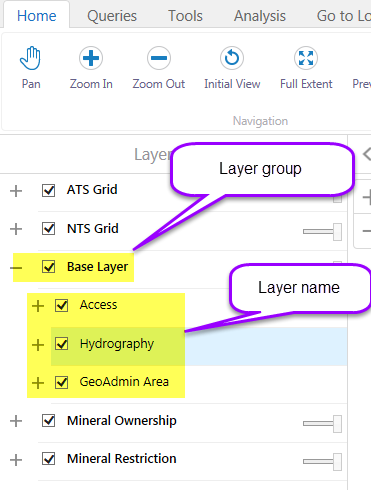 Home Queries Tools Analysis Go to Lo
Pan Zoom In Zoom Out Initial View Full Extent Prev
Navigation
Laye
Layer group
ATS Grid
NTS Grid
Base Layer
Layer name
Access
Hydrography
GeoAdmin Area
Mineral Ownership
Mineral Restriction